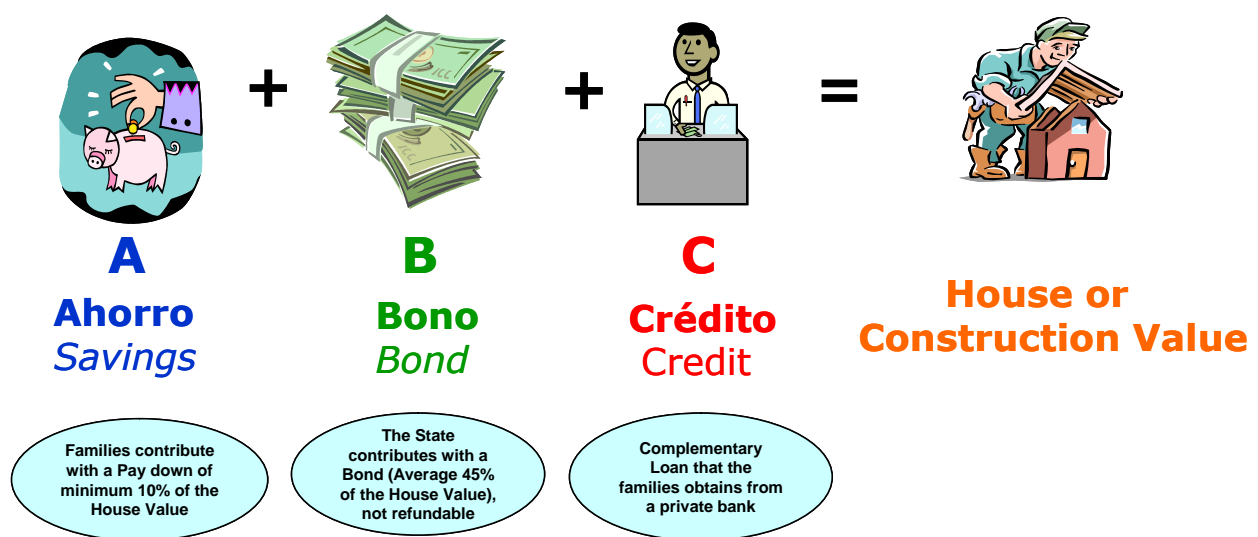 + + =
A
Ahorro
Savings
B
Bono
Bond
C
Crédito
Credit
House or
Construction Value
Families contribute
with a Pay down of
minimum 10% of the
House Value
The State
contributes with a
Bond (Average 45%
of the House Value),
not refundable
Complementary
Loan that the
families obtains from
a private bank